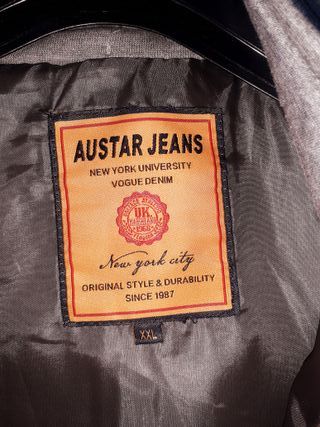 AUSTAR JEANS
NEW YORK UNIVERSITY
VOGUE DENIM
UK
New york city
ORIGINAL STYLE & DURABILITY
SINCE 1987
XXL